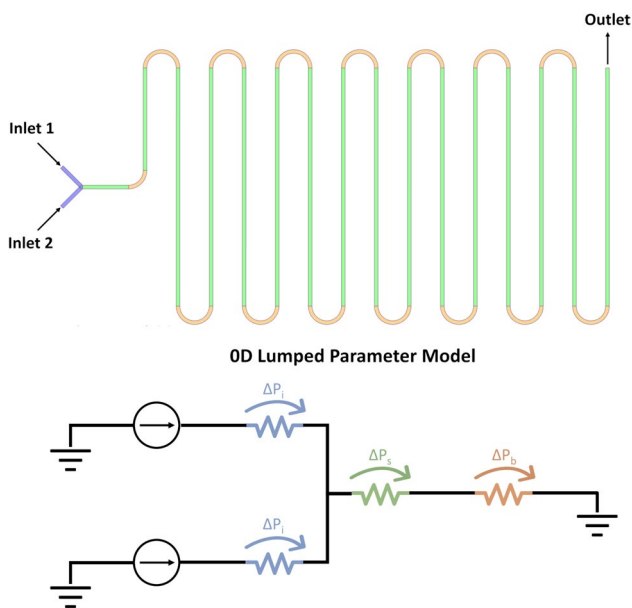 Outlet
Inlet 1
Inlet 2
0D Lumped Parameter Model
ΔPi
ΔPs
ΔPb
ΔPi